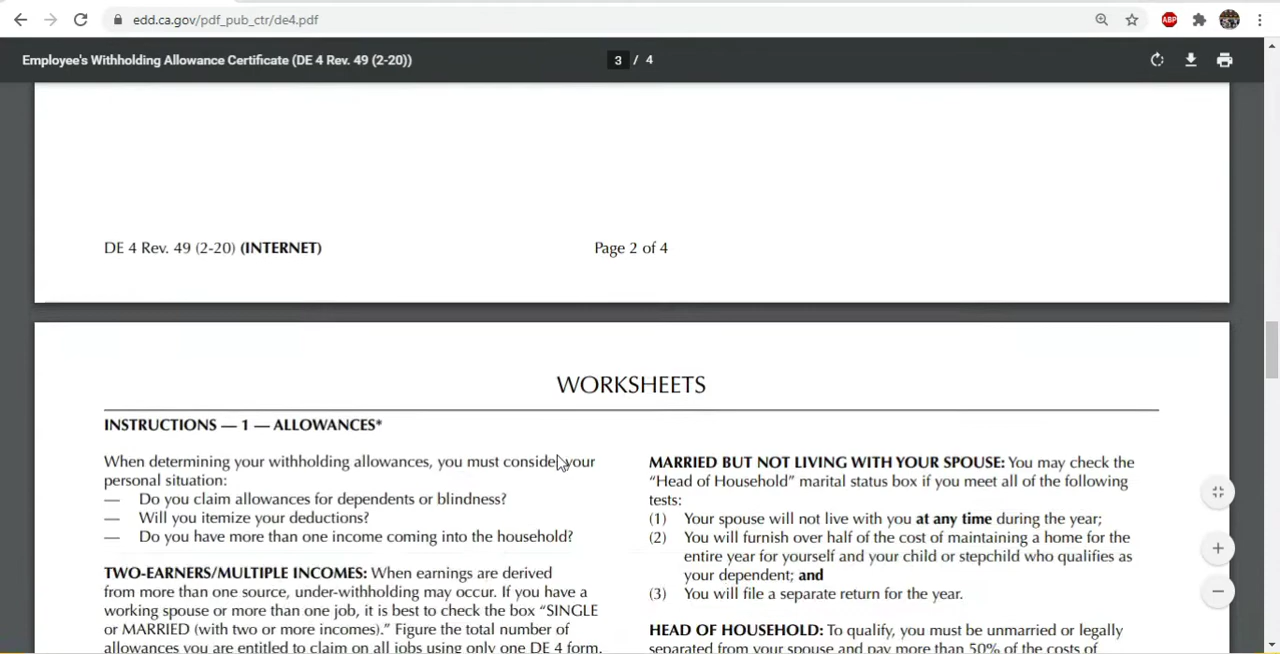 edd.ca.gov/pdf_pub_ctr/de4.pdf
ABP
Employee's Withholding Allowance Certificate (DE 4 Rev. 49 (2-20))
3 / 4
DE 4 Rev. 49 (2-20) (INTERNET)
Page 2 of 4
WORKSHEETS
INSTRUCTIONS — 1 — ALLOWANCES*
When determining your withholding allowances, you must consider your
personal situation:
— Do you claim allowances for dependents or blindness?
— Will you itemize your deductions?
— Do you have more than one income coming into the household?
TWO-EARNERS/MULTIPLE INCOMES: When earnings are derived
from more than one source, under-withholding may occur. If you have a
working spouse or more than one job, it is best to check the box “SINGLE
or MARRIED (with two or more incomes).” Figure the total number of
allowances you are entitled to claim on all jobs using only one DE 4 form.
MARRIED BUT NOT LIVING WITH YOUR SPOUSE: You may check the
“Head of Household” marital status box if you meet all of the following
tests:
(1) Your spouse will not live with you at any time during the year;
(2) You will furnish over half of the cost of maintaining a home for the
entire year for yourself and your child or stepchild who qualifies as
your dependent; and
(3) You will file a separate return for the year.
HEAD OF HOUSEHOLD: To qualify, you must be unmarried or legally
separated from your spouse and pay more than 50% of the costs of